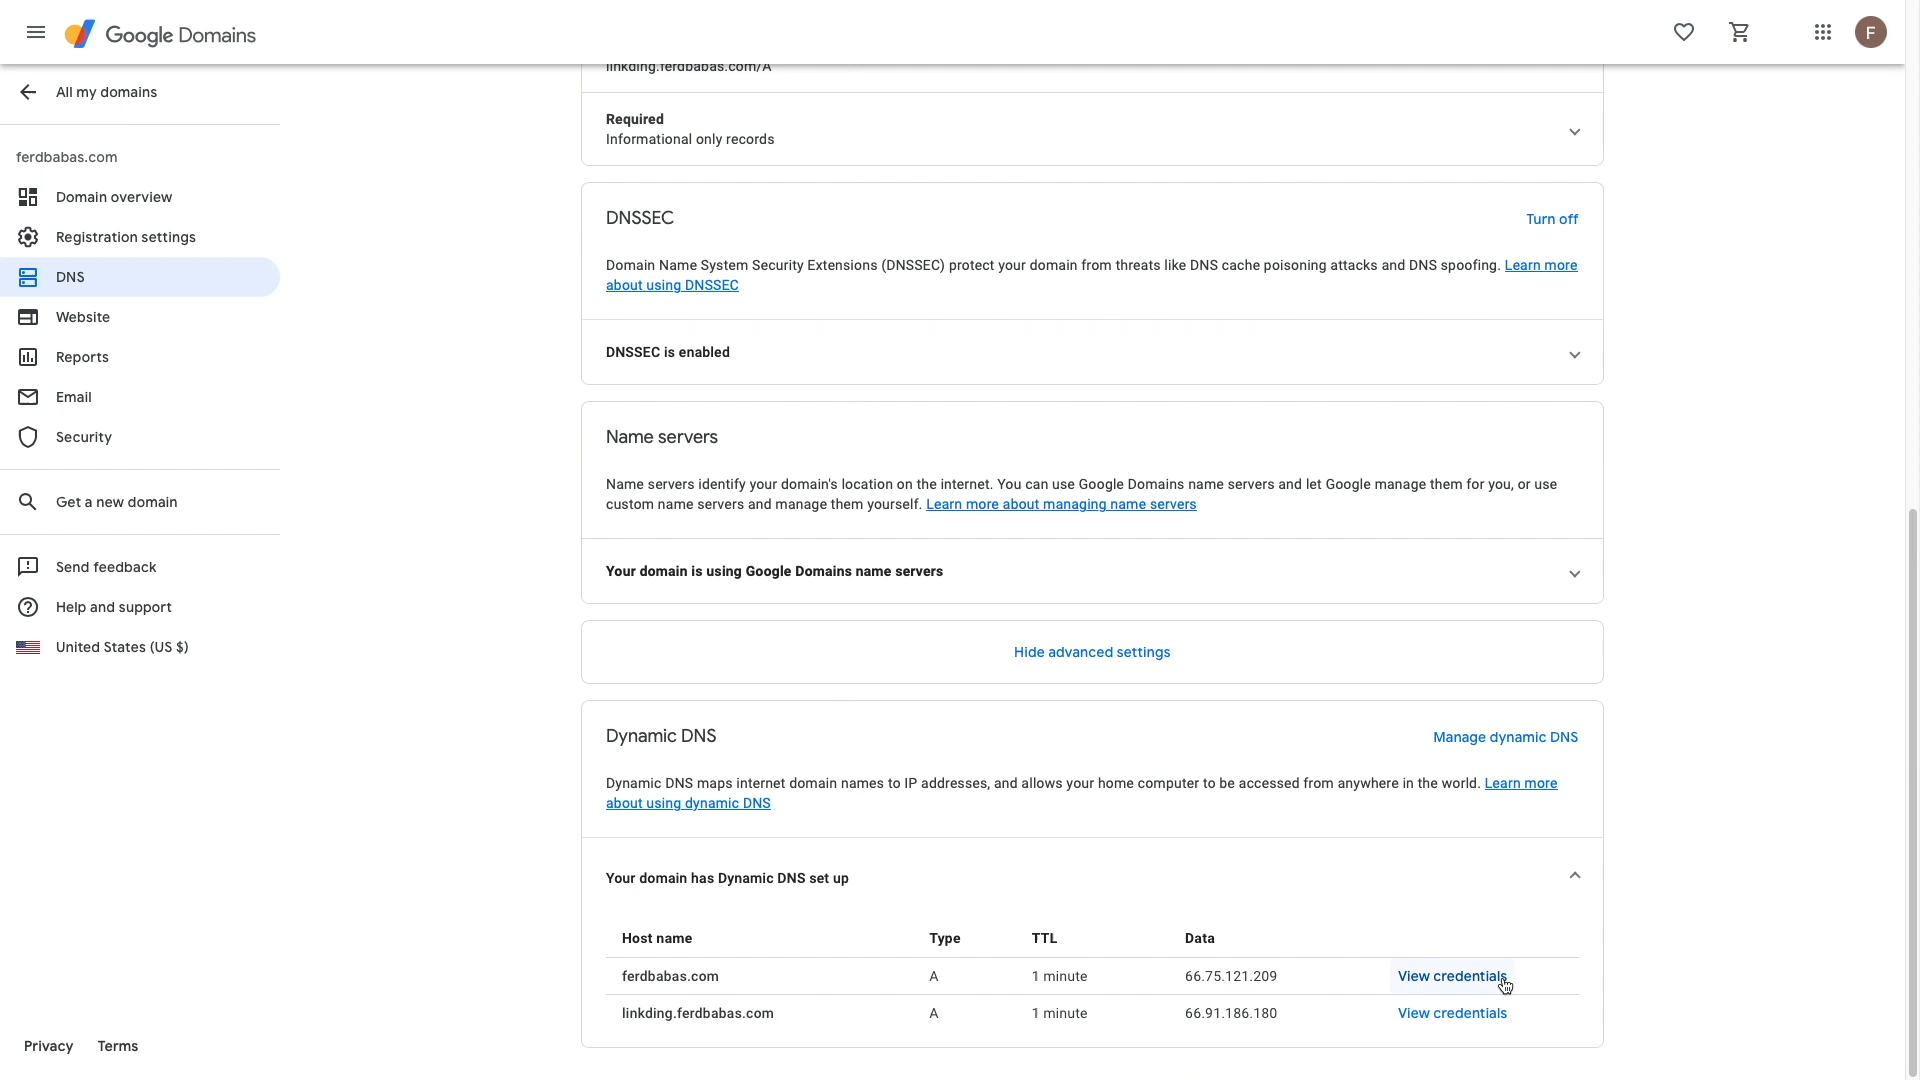 Google Domains
F
All my domains
ferdbabas.com
Domain overview
Registration settings
DNS
Website
Reports
Email
Security
Get a new domain
Send feedback
Help and support
United States (US $)
Privacy Terms
linkding.ferdbabas.com/A
Required
Informational only records
DNSSEC
Turn off
Domain Name System Security Extensions (DNSSEC) protect your domain from threats like DNS cache poisoning attacks and DNS spoofing. Learn more
about using DNSSEC
DNSSEC is enabled
Name servers
Name servers identify your domain's location on the internet. You can use Google Domains name servers and let Google manage them for you, or use
custom name servers and manage them yourself. Learn more about managing name servers
Your domain is using Google Domains name servers
Hide advanced settings
Dynamic DNS
Manage dynamic DNS
Dynamic DNS maps internet domain names to IP addresses, and allows your home computer to be accessed from anywhere in the world. Learn more
about using dynamic DNS
Your domain has Dynamic DNS set up
Host name Type TTL Data
ferdbabas.com A 1 minute 66.75.121.209 View credentials
linkding.ferdbabas.com A 1 minute 66.91.186.180 View credentials